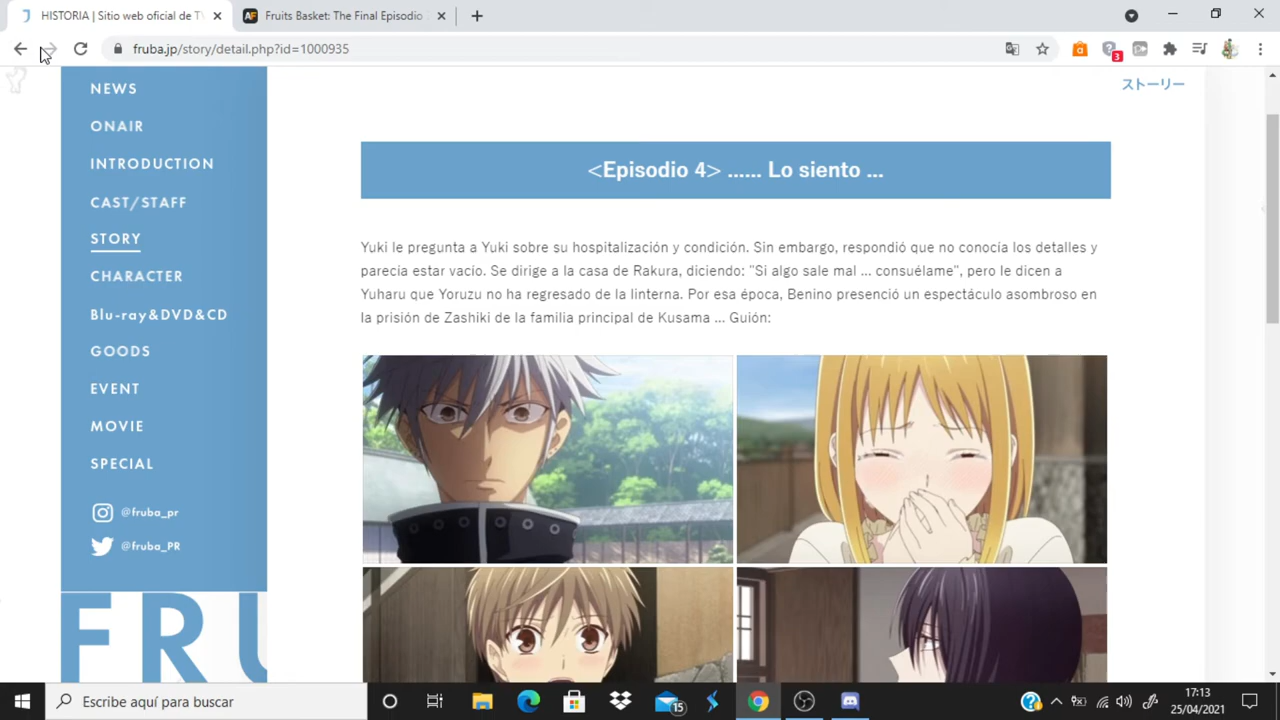 HISTORIA | Sitio web oficial de TV
Fruits Basket: The Final Episodio 2
fruba.jp/story/detail.php?id=1000935
3
NEWS
ONAIR
INTRODUCTION
CAST/STAFF
STORY
CHARACTER
Blu-ray&DVD&CD
GOODS
EVENT
MOVIE
SPECIAL
@fruba_pr
@fruba_PR
FRU
ストーリー
<Episodio 4> ...... Lo siento ...
Yuki le pregunta a Yuki sobre su hospitalización y condición. Sin embargo, respondió que no conocía los detalles y
parecía estar vacío. Se dirige a la casa de Rakura, diciendo: "Si algo sale mal ... consuélame", pero le dicen a
Yuharu que Yoruzu no ha regresado de la linterna. Por esa época, Benino presenció un espectáculo asombroso en
la prisión de Zashiki de la familia principal de Kusama ... Guión:
Escribe aquí para buscar
15
17:13
25/04/2021